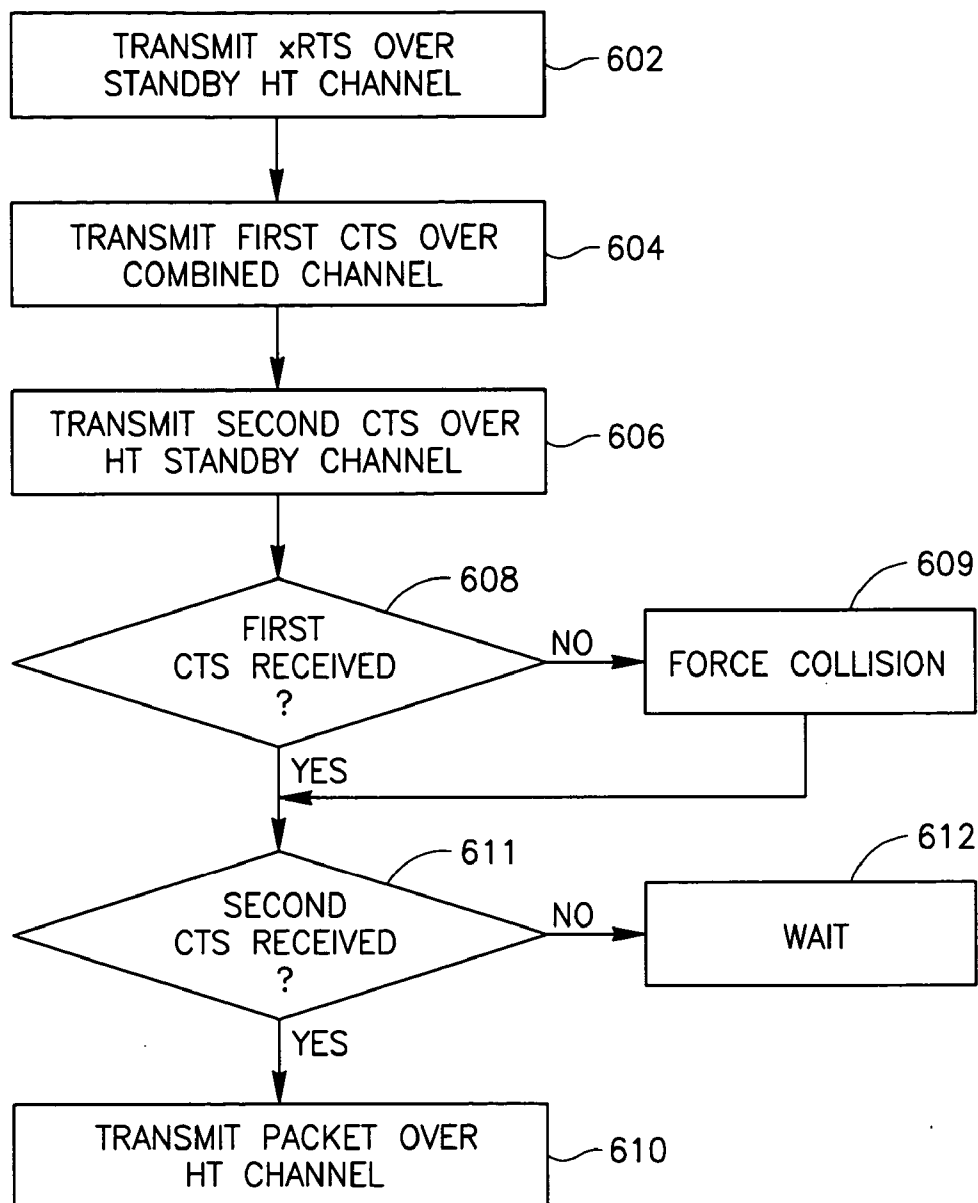 TRANSMIT xRTS OVER
STANDBY HT CHANNEL
602
TRANSMIT FIRST CTS OVER
COMBINED CHANNEL
604
TRANSMIT SECOND CTS OVER
HT STANDBY CHANNEL
606
608
FIRST
CTS RECEIVED
?
NO
609
FORCE COLLISION
YES
611
SECOND
CTS RECEIVED
?
NO
612
WAIT
YES
TRANSMIT PACKET OVER
HT CHANNEL
610